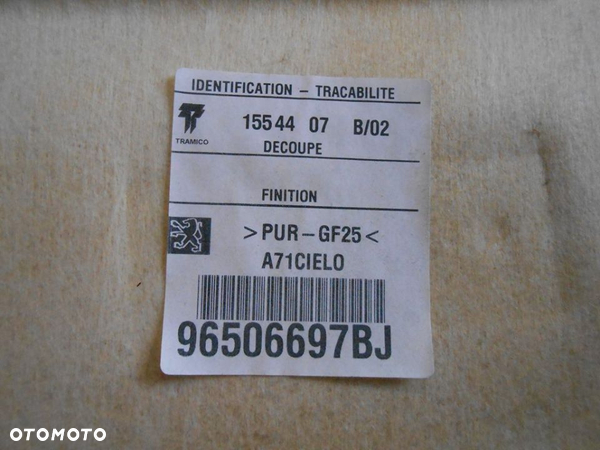 IDENTIFICATION - TRACABILITE
TRAMICO
155 44 07 B/02
DECOUPE
FINITION
>PUR-GF25<
A71CIELO
96506697BJ
OTOMOTO